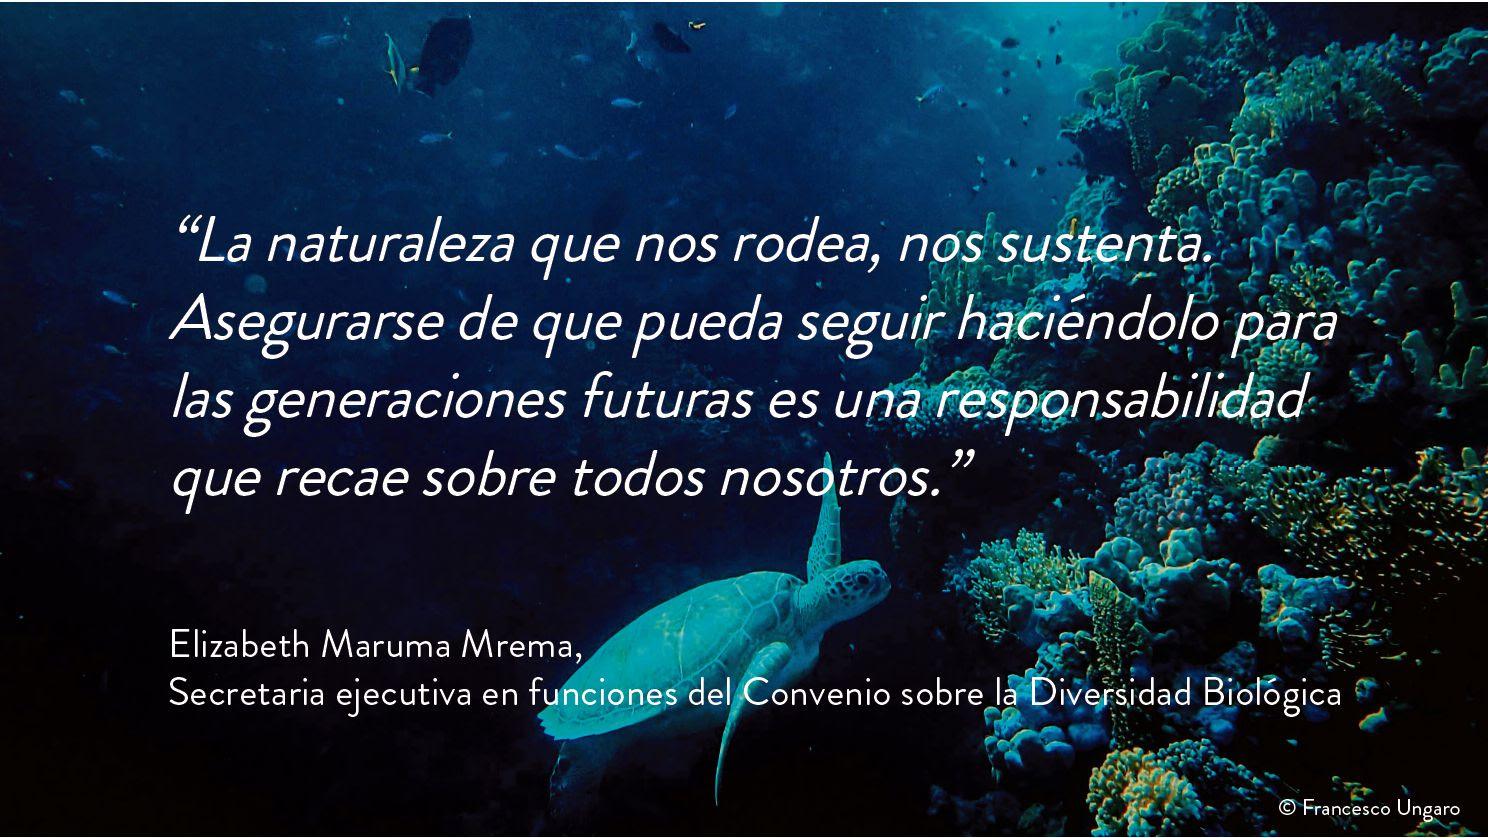 “La naturaleza que nos rodea, nos sustenta.
Asegurarse de que pueda seguir haciéndolo para
las generaciones futuras es una responsabilidad
que recae sobre todos nosotros.”
Elizabeth Maruma Mrema,
Secretaria ejecutiva en funciones del Convenio sobre la Diversidad Biológica
© Francesco Ungaro